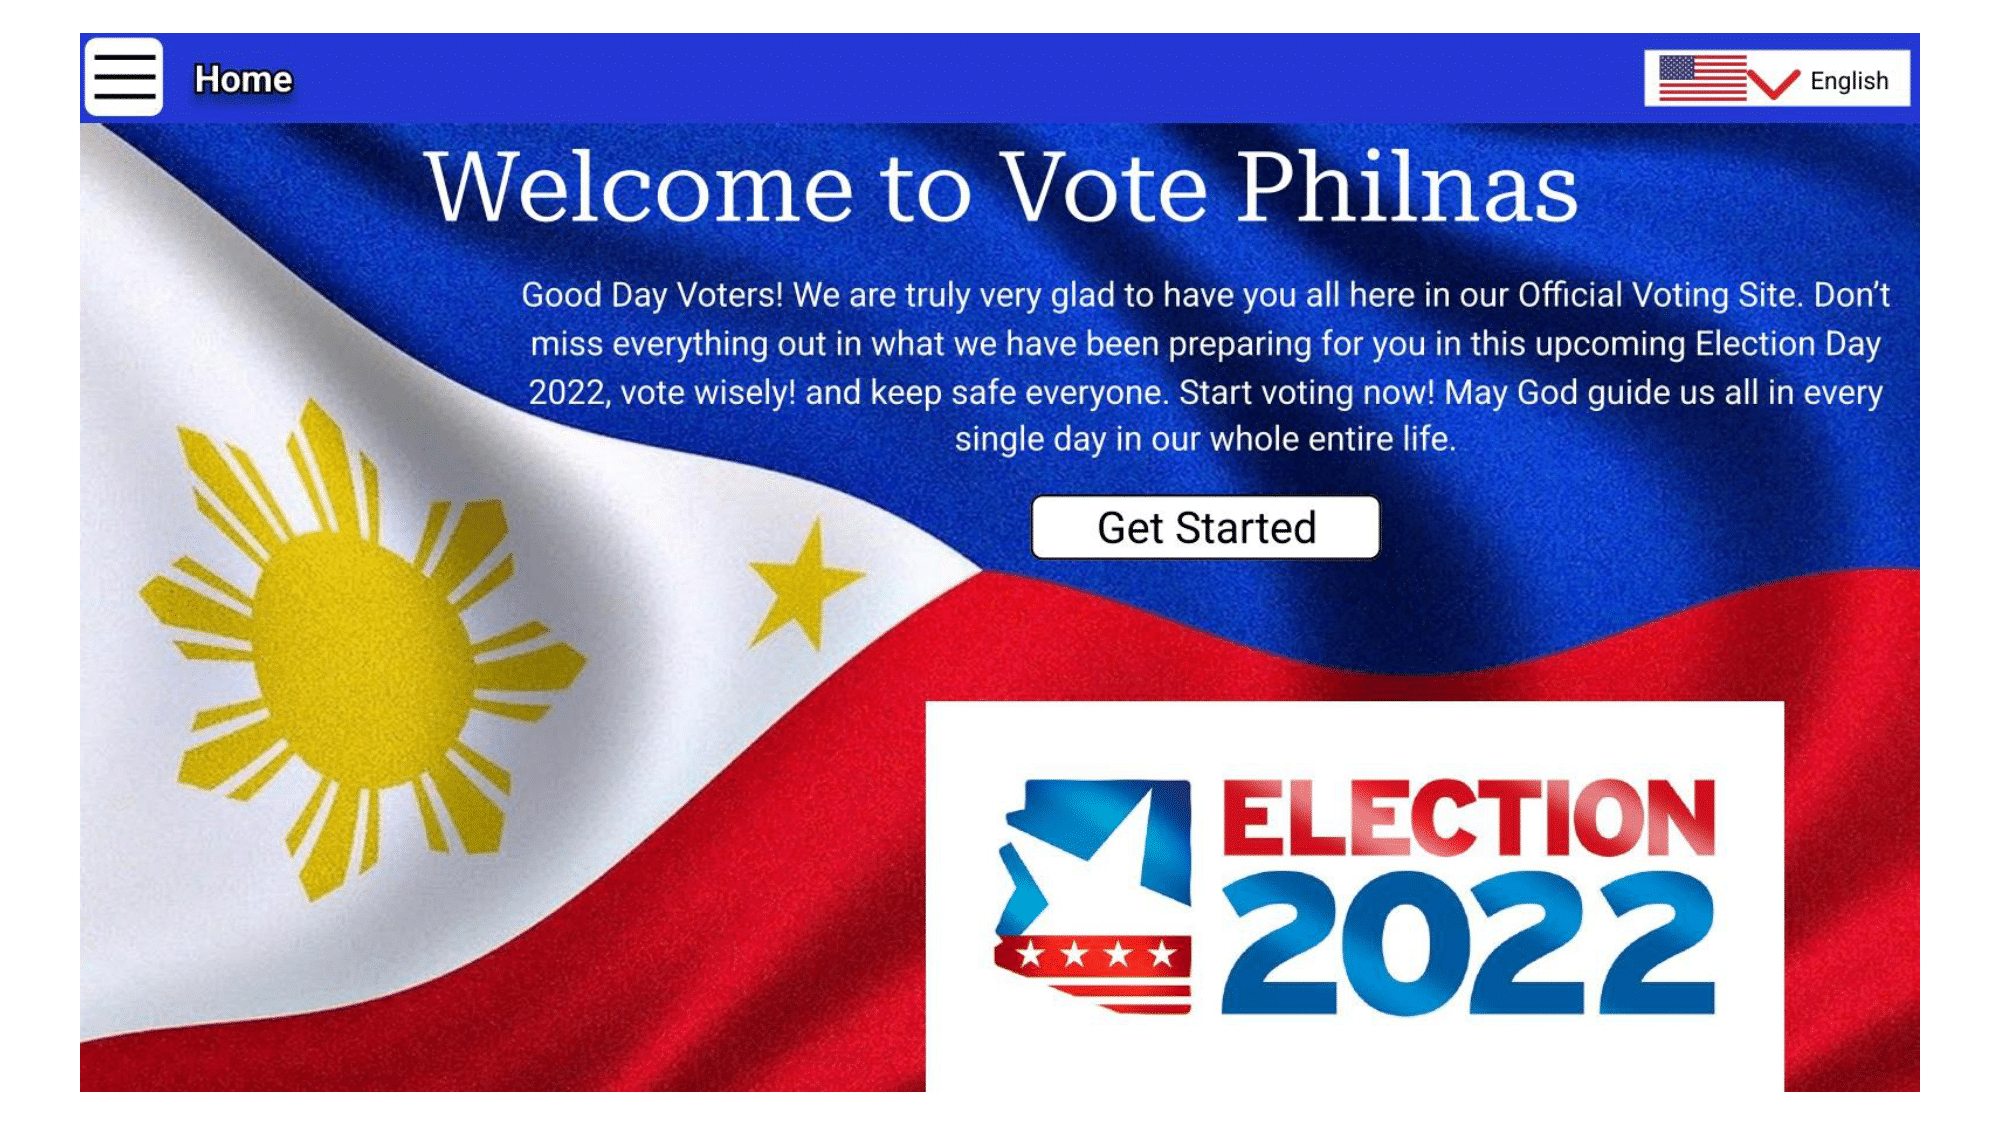 Home
English
Welcome to Vote Philnas
Good Day Voters! We are truly very glad to have you all here in our Official Voting Site. Don’t
miss everything out in what we have been preparing for you in this upcoming Election Day
2022, vote wisely! and keep safe everyone. Start voting now! May God guide us all in every
single day in our whole entire life.
Get Started
ELECTION
2022